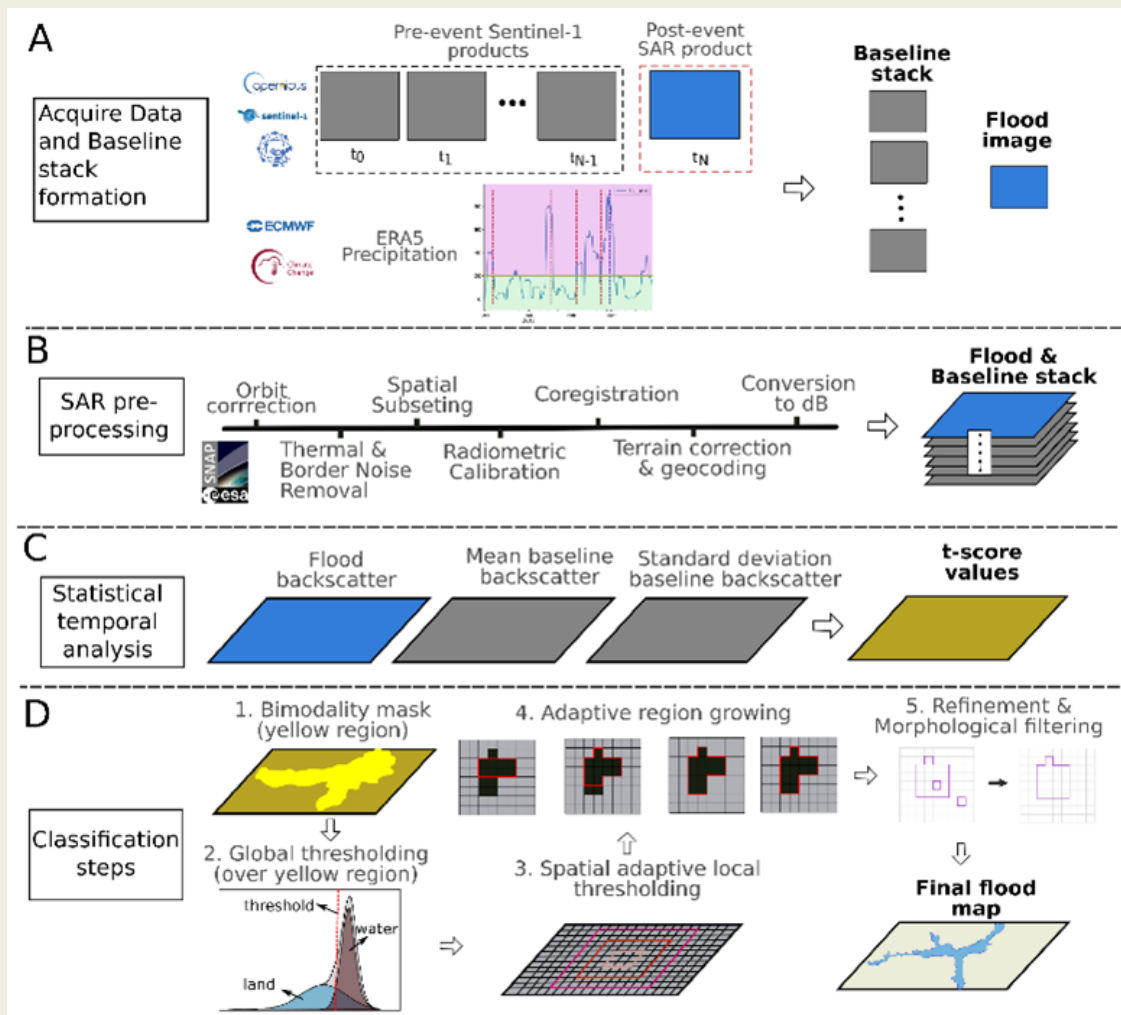 A
Acquire Data
and Baseline
stack
formation
Copernicus
sentinel-1
Pre-event Sentinel-1
products
t0
t1
tN-1
Post-event
SAR product
tN
Baseline
stack
Flood
image
ECMWF
Climate
Change
ERA5
Precipitation
B
SAR pre-
processing
Orbit
corrrection
Spatial
Subseting
Coregistration
Conversion
to dB
Thermal &
Border Noise
Removal
Radiometric
Calibration
Terrain correction
& geocoding
SNAP
esa
Flood &
Baseline stack
C
Statistical
temporal
analysis
Flood
backscatter
Mean baseline
backscatter
Standard deviation
baseline backscatter
t-score
values
D
Classification
steps
1. Bimodality mask
(yellow region)
2. Global thresholding
(over yellow region)
threshold
water
land
3. Spatial adaptive local
thresholding
4. Adaptive region growing
5. Refinement &
Morphological filtering
Final flood
map